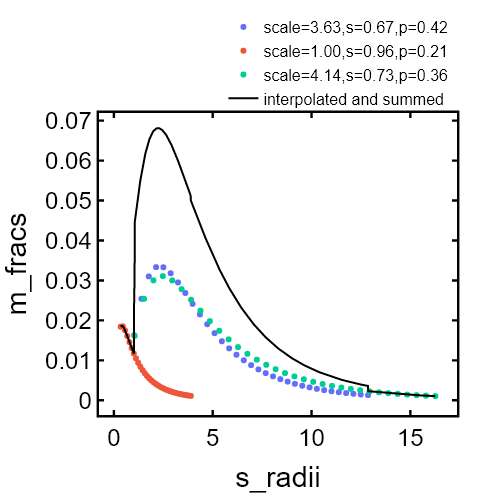 scale=3.63,s=0.67,p=0.42
scale=1.00,s=0.96,p=0.21
scale=4.14,s=0.73,p=0.36
interpolated and summed
0.07
0.06
0.05
0.04
0.03
0.02
0.01
0
m_fracs
0 5 10 15
s_radii